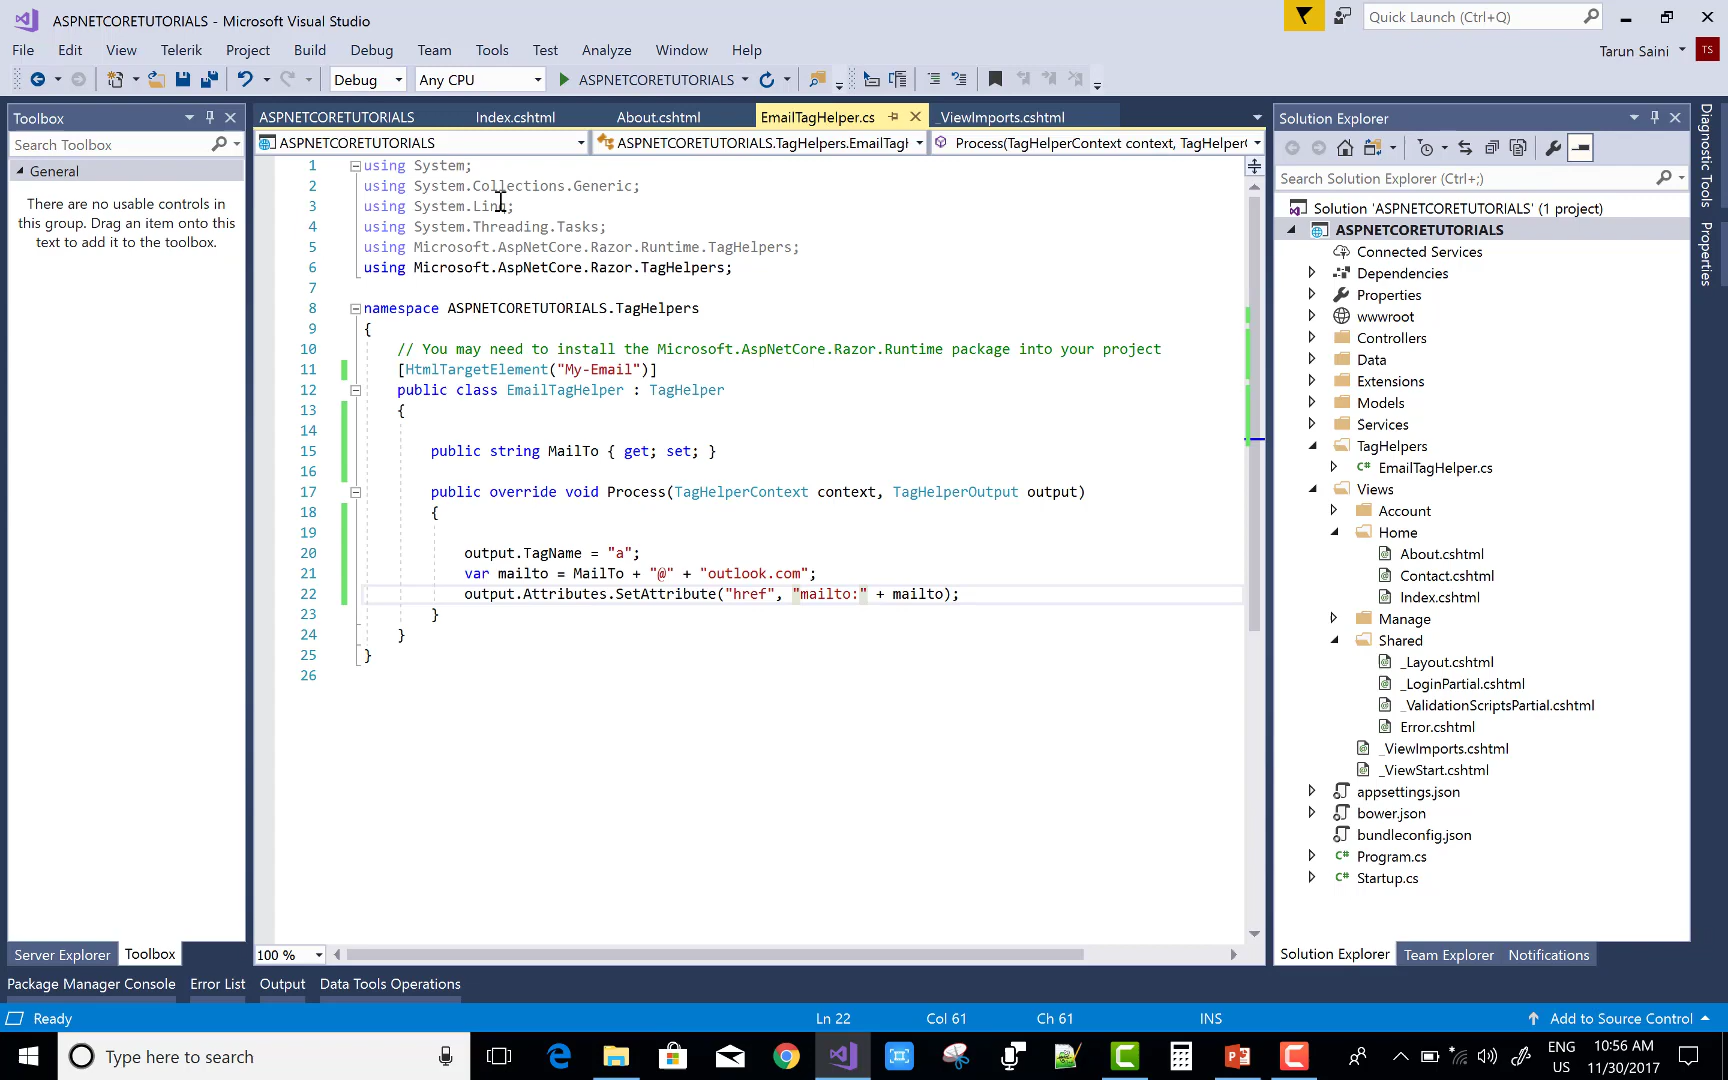 ASPNETCORETUTORIALS - Microsoft Visual Studio
Quick Launch (Ctrl+Q)
File Edit View Telerik Project Build Debug Team Tools Test Analyze Window Help
Tarun Saini TS
Debug Any CPU ASPNETCORETUTORIALS
Toolbox
Search Toolbox
General
There are no usable controls in
this group. Drag an item onto this
text to add it to the toolbox.
Server Explorer Toolbox
ASPNETCORETUTORIALS Index.cshtml About.cshtml EmailTagHelper.cs _ViewImports.cshtml
ASPNETCORETUTORIALS ASPNETCORETUTORIALS.TagHelpers.EmailTagH Process(TagHelperContext context, TagHelperC
1 using System;
2 using System.Collections.Generic;
3 using System.Linq;
4 using System.Threading.Tasks;
5 using Microsoft.AspNetCore.Razor.Runtime.TagHelpers;
6 using Microsoft.AspNetCore.Razor.TagHelpers;
7
8 namespace ASPNETCORETUTORIALS.TagHelpers
9 {
10 // You may need to install the Microsoft.AspNetCore.Razor.Runtime package into your project
11 [HtmlTargetElement("My-Email")]
12 public class EmailTagHelper : TagHelper
13 {
14
15 public string MailTo { get; set; }
16
17 public override void Process(TagHelperContext context, TagHelperOutput output)
18 {
19
20 output.TagName = "a";
21 var mailto = MailTo + "@" + "outlook.com";
22 output.Attributes.SetAttribute("href", "mailto:" + mailto);
23 }
24 }
25 }
26
100 %
Solution Explorer
Search Solution Explorer (Ctrl+;)
Solution 'ASPNETCORETUTORIALS' (1 project)
ASPNETCORETUTORIALS
Connected Services
Dependencies
Properties
wwwroot
Controllers
Data
Extensions
Models
Services
TagHelpers
C# EmailTagHelper.cs
Views
Account
Home
About.cshtml
Contact.cshtml
Index.cshtml
Manage
Shared
_Layout.cshtml
_LoginPartial.cshtml
_ValidationScriptsPartial.cshtml
Error.cshtml
_ViewImports.cshtml
_ViewStart.cshtml
appsettings.json
bower.json
bundleconfig.json
C# Program.cs
C# Startup.cs
Solution Explorer Team Explorer Notifications
Diagnostic Tools
Properties
Package Manager Console Error List Output Data Tools Operations
Ready Ln 22 Col 61 Ch 61 INS Add to Source Control
Type here to search
ENG
US
10:56 AM
11/30/2017